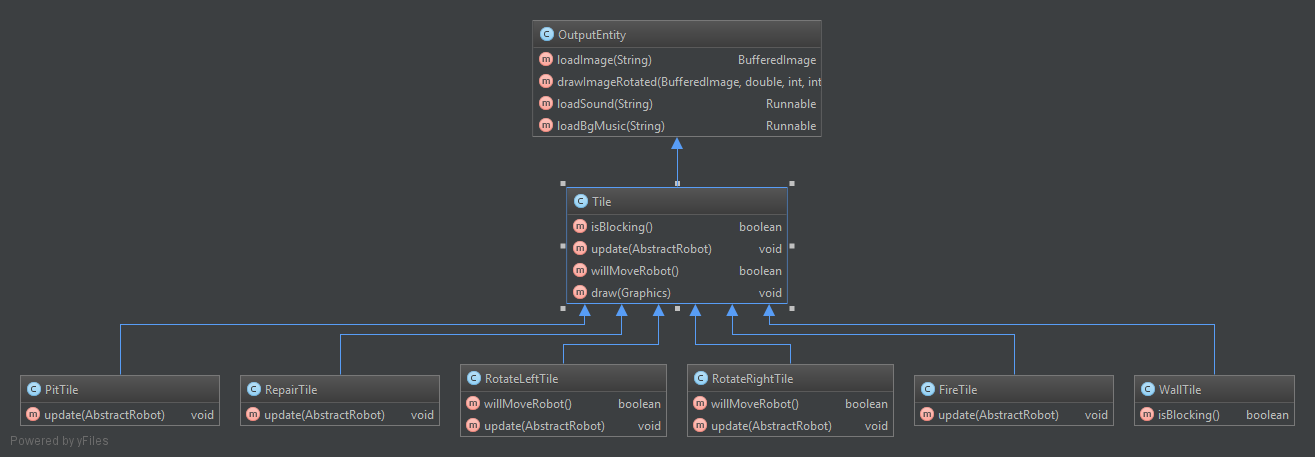 OutputEntity
loadImage(String) BufferedImage
drawImageRotated(BufferedImage, double, int, int
loadSound(String) Runnable
loadBgMusic(String) Runnable
Tile
isBlocking() boolean
update(AbstractRobot) void
willMoveRobot() boolean
draw(Graphics) void
PitTile
update(AbstractRobot) void
RepairTile
update(AbstractRobot) void
RotateLeftTile
willMoveRobot() boolean
update(AbstractRobot) void
RotateRightTile
willMoveRobot() boolean
update(AbstractRobot) void
FireTile
update(AbstractRobot) void
WallTile
isBlocking() boolean
Powered by yFiles